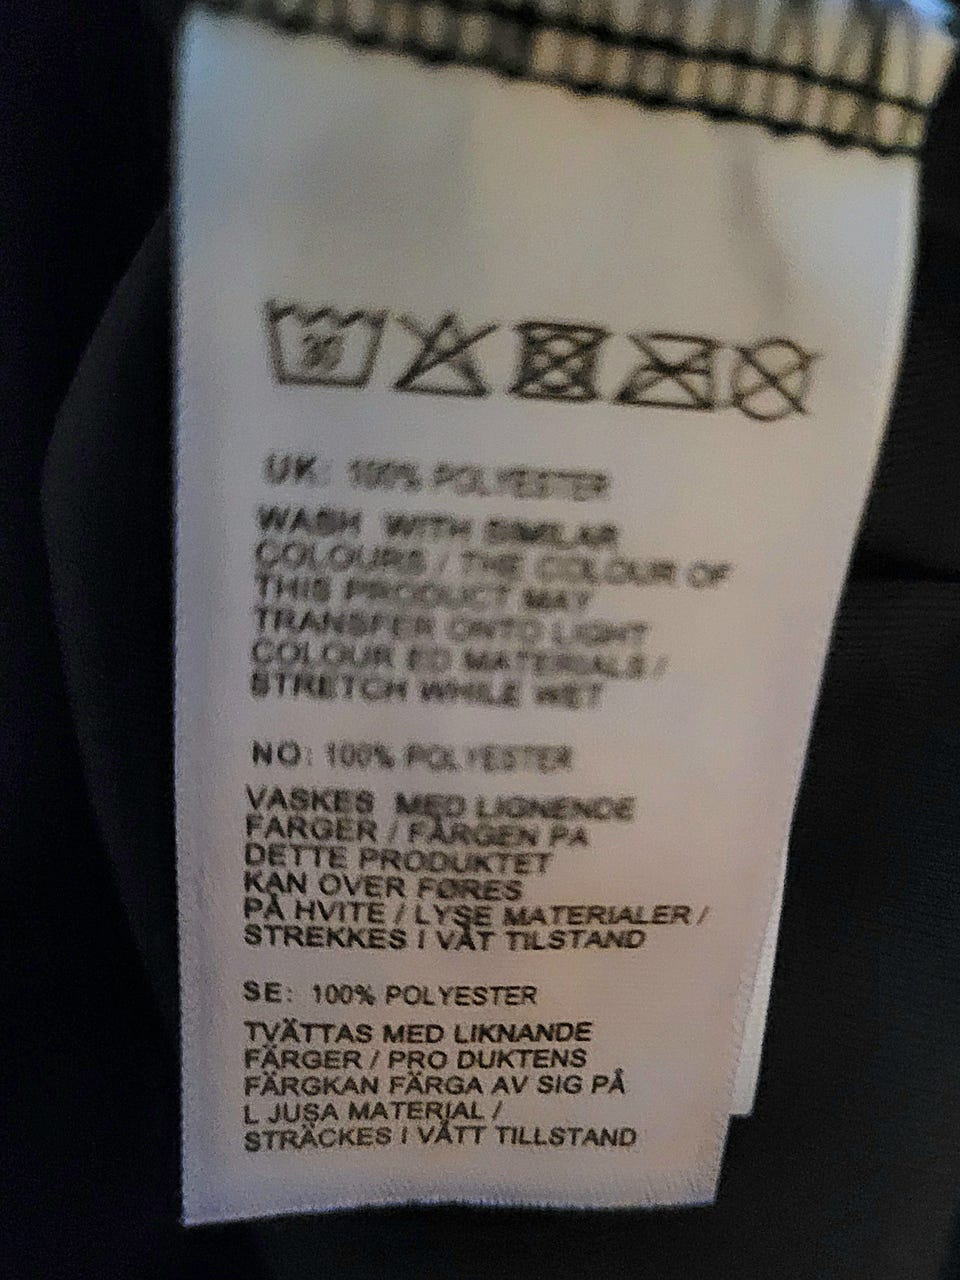 30
UK: 100% POLYESTER
WASH WITH SIMILAR
COLOURS / THE COLOUR OF
THIS PRODUCT MAY
TRANSFER ONTO LIGHT
COLOUR ED MATERIALS /
STRETCH WHILE WET
NO: 100% POLYESTER
VASKES MED LIGNENDE
FARGER / FÄRGEN PA
DETTE PRODUKTET
KAN OVER FØRES
PÅ HVITE / LYSE MATERIALER /
STREKKES I VÅT TILSTAND
SE: 100% POLYESTER
TVÄTTAS MED LIKNANDE
FÄRGER / PRO DUKTENS
FÄRGKAN FÄRGA AV SIG PÅ
L JUSA MATERIAL /
STRÄCKES I VÅTT TILLSTAND